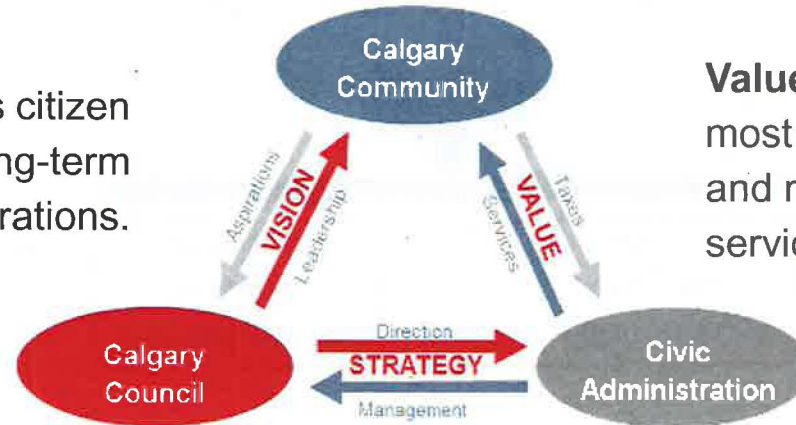 Calgary
Community
s citizen
ng-term
rations.
Value
most
and
servic
Aspirations
VISION
Leadership
Services
VALUE
Taxes
Calgary
Council
Direction
STRATEGY
Management
Civic
Administration